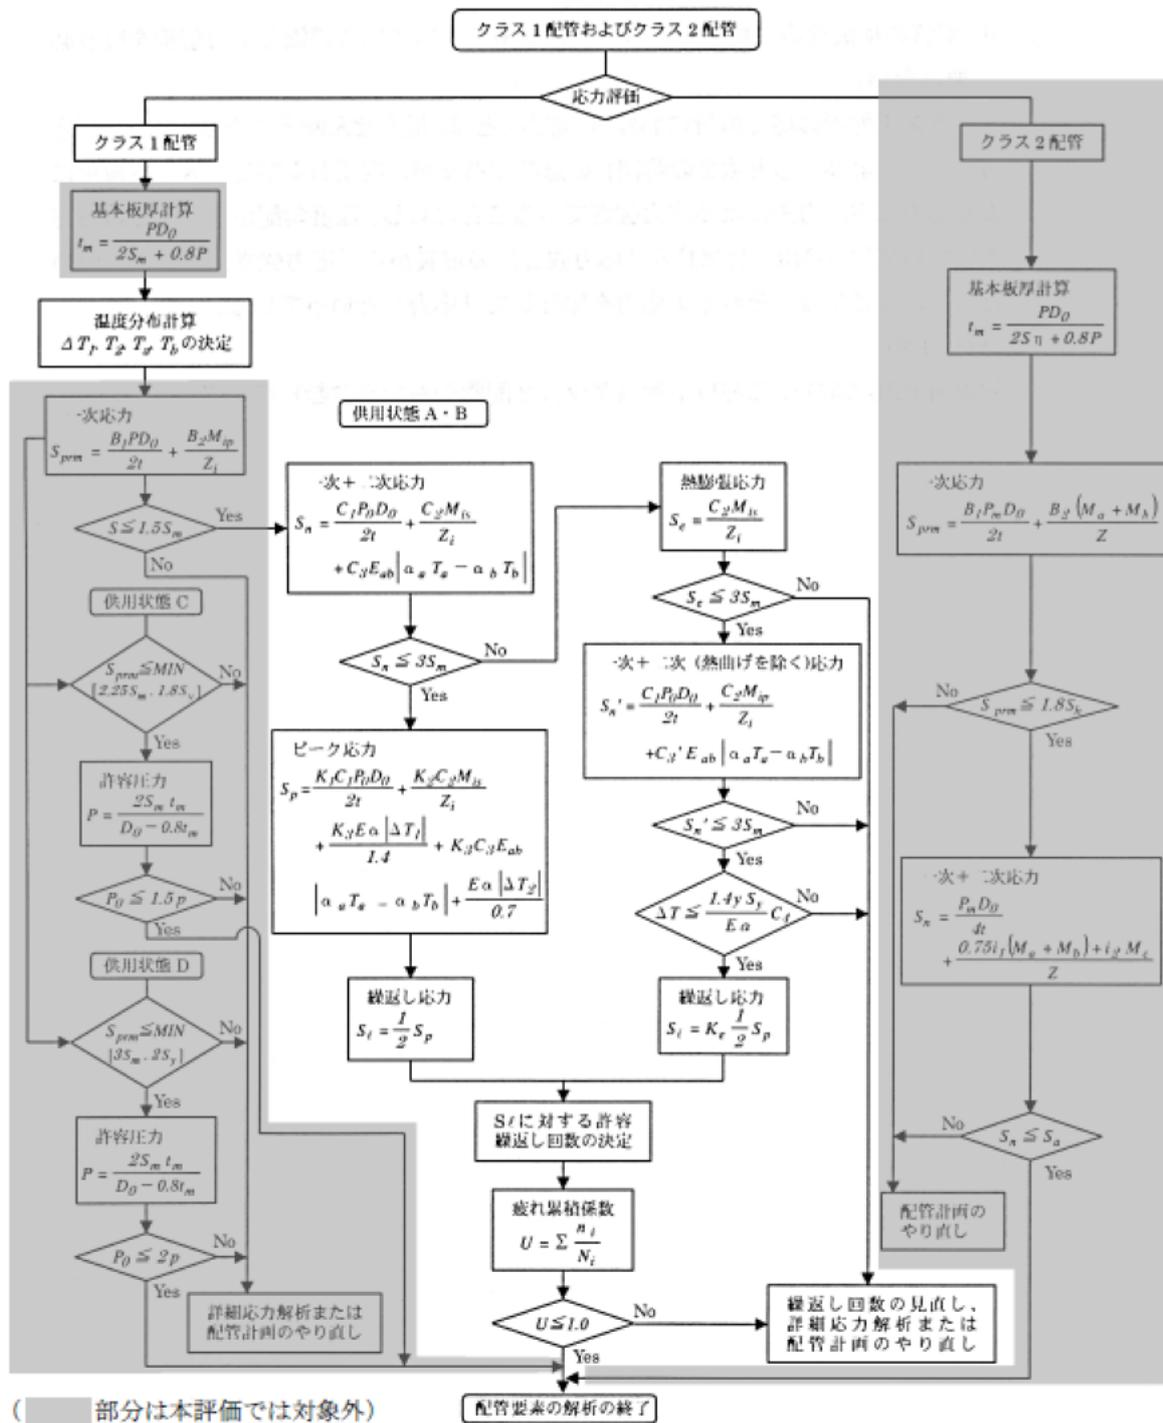 クラス1配管およびクラス2配管
応力評価
クラス1配管
基本板厚計算
t_m = PD_0 / (2S_m + 0.8P)
温度分布計算
ΔT_1, T_2, T_a, T_b の決定
一次応力
S_prm = B_1PD_0 / 2t + B_2M_ip / Z_i
S ≦ 1.5S_m
Yes
No
供用状態 C
S_prm ≦ MIN
[2.25S_m . 1.8S_y]
No
Yes
許容圧力
P = 2S_m t_m / (D_0 − 0.8t_m)
P_0 ≦ 1.5p
No
Yes
供用状態 D
S_prm ≦ MIN
[3S_m . 2S_y]
No
Yes
許容圧力
P = 2S_m t_m / (D_0 − 0.8t_m)
P_0 ≦ 2p
No
Yes
詳細応力解析または
配管計画のやり直し
供用状態 A・B
一次+二次応力
S_n = C_1P_0D_0 / 2t + C_2M_is / Z_i
+ C_3E_ab |α_a T_a − α_b T_b|
S_n ≦ 3S_m
No
Yes
ピーク応力
S_p = K_1C_1P_0D_0 / 2t + K_2C_2M_is / Z_i
+ K_3Eα|ΔT_1| / 1.4 + K_3C_3E_ab
|α_a T_a − α_b T_b| + Eα|ΔT_2| / 0.7
繰返し応力
S_ℓ = 1/2 S_p
熱膨張応力
S_e = C_2M_is / Z_i
S_e ≦ 3S_m
No
Yes
一次+二次(熱曲げを除く)応力
S_n' = C_1P_0D_0 / 2t + C_2M_ip / Z_i
+C_3' E_ab |α_a T_a − α_b T_b|
S_n' ≦ 3S_m
No
Yes
ΔT ≦ 1.4y S_y / Eα C_4
No
Yes
繰返し応力
S_ℓ = K_e 1/2 S_p
Sℓに対する許容
繰返し回数の決定
疲れ累積係数
U = Σ n_i / N_i
U ≦ 1.0
No
Yes
繰返し回数の見直し、
詳細応力解析または
配管計画のやり直し
クラス2配管
基本板厚計算
t_m = PD_0 / (2Sη + 0.8P)
一次応力
S_prm = B_1P_mD_0 / 2t + B_2(M_a + M_b) / Z
S_prm ≦ 1.8S_h
No
Yes
一次+二次応力
S_n = P_mD_0 / 4t
+ (0.75i_1(M_a + M_b) + i_2 M_c) / Z
S_n ≦ S_a
No
Yes
配管計画の
やり直し
配管要素の解析の終了
( 部分は本評価では対象外)